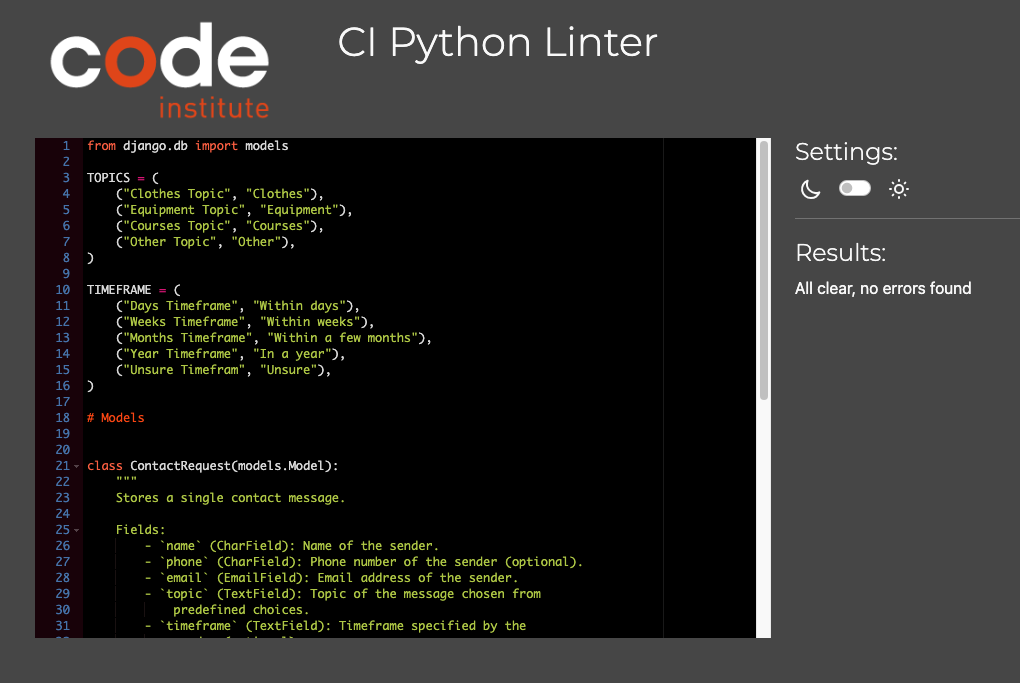 code
institute
CI Python Linter
1 from django.db import models
2
3 TOPICS = (
4     ("Clothes Topic", "Clothes"),
5     ("Equipment Topic", "Equipment"),
6     ("Courses Topic", "Courses"),
7     ("Other Topic", "Other"),
8 )
9
10 TIMEFRAME = (
11     ("Days Timeframe", "Within days"),
12     ("Weeks Timeframe", "Within weeks"),
13     ("Months Timeframe", "Within a few months"),
14     ("Year Timeframe", "In a year"),
15     ("Unsure Timefram", "Unsure"),
16 )
17
18 # Models
19
20
21 class ContactRequest(models.Model):
22     """
23     Stores a single contact message.
24
25     Fields:
26         - `name` (CharField): Name of the sender.
27         - `phone` (CharField): Phone number of the sender (optional).
28         - `email` (EmailField): Email address of the sender.
29         - `topic` (TextField): Topic of the message chosen from
30             predefined choices.
31         - `timeframe` (TextField): Timeframe specified by the
Settings:
Results:
All clear, no errors found